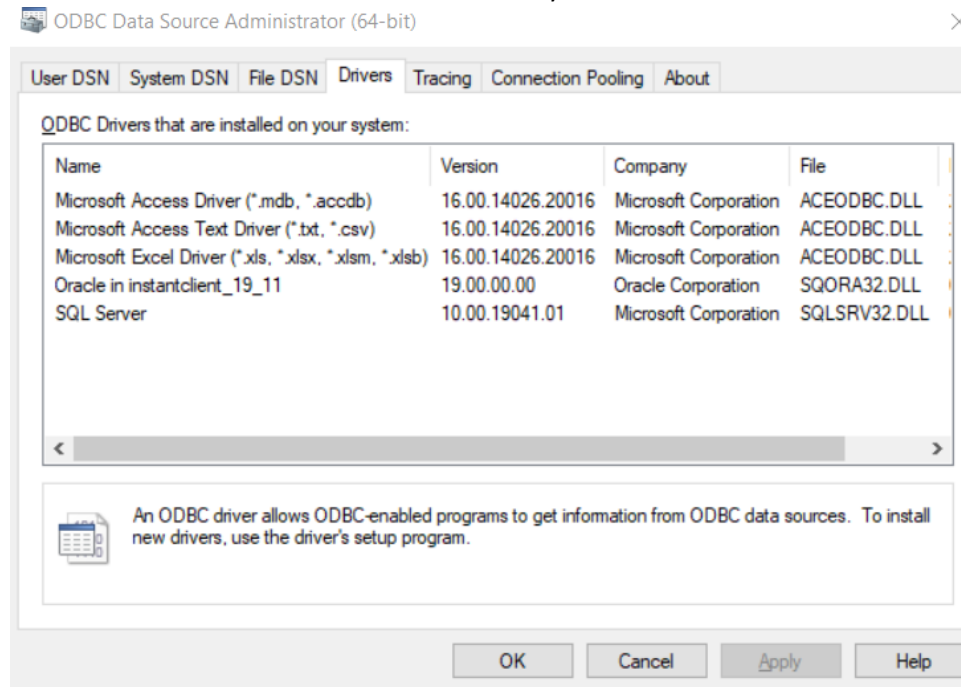 ODBC Data Source Administrator (64-bit)
User DSN System DSN File DSN Drivers Tracing Connection Pooling About
ODBC Drivers that are installed on your system:
Name Version Company File
Microsoft Access Driver (*.mdb, *.accdb) 16.00.14026.20016 Microsoft Corporation ACEODBC.DLL
Microsoft Access Text Driver (*.txt, *.csv) 16.00.14026.20016 Microsoft Corporation ACEODBC.DLL
Microsoft Excel Driver (*.xls, *.xlsx, *.xlsm, *.xlsb) 16.00.14026.20016 Microsoft Corporation ACEODBC.DLL
Oracle in instantclient_19_11 19.00.00.00 Oracle Corporation SQORA32.DLL
SQL Server 10.00.19041.01 Microsoft Corporation SQLSRV32.DLL
An ODBC driver allows ODBC-enabled programs to get information from ODBC data sources. To install
new drivers, use the driver's setup program.
OK Cancel Apply Help